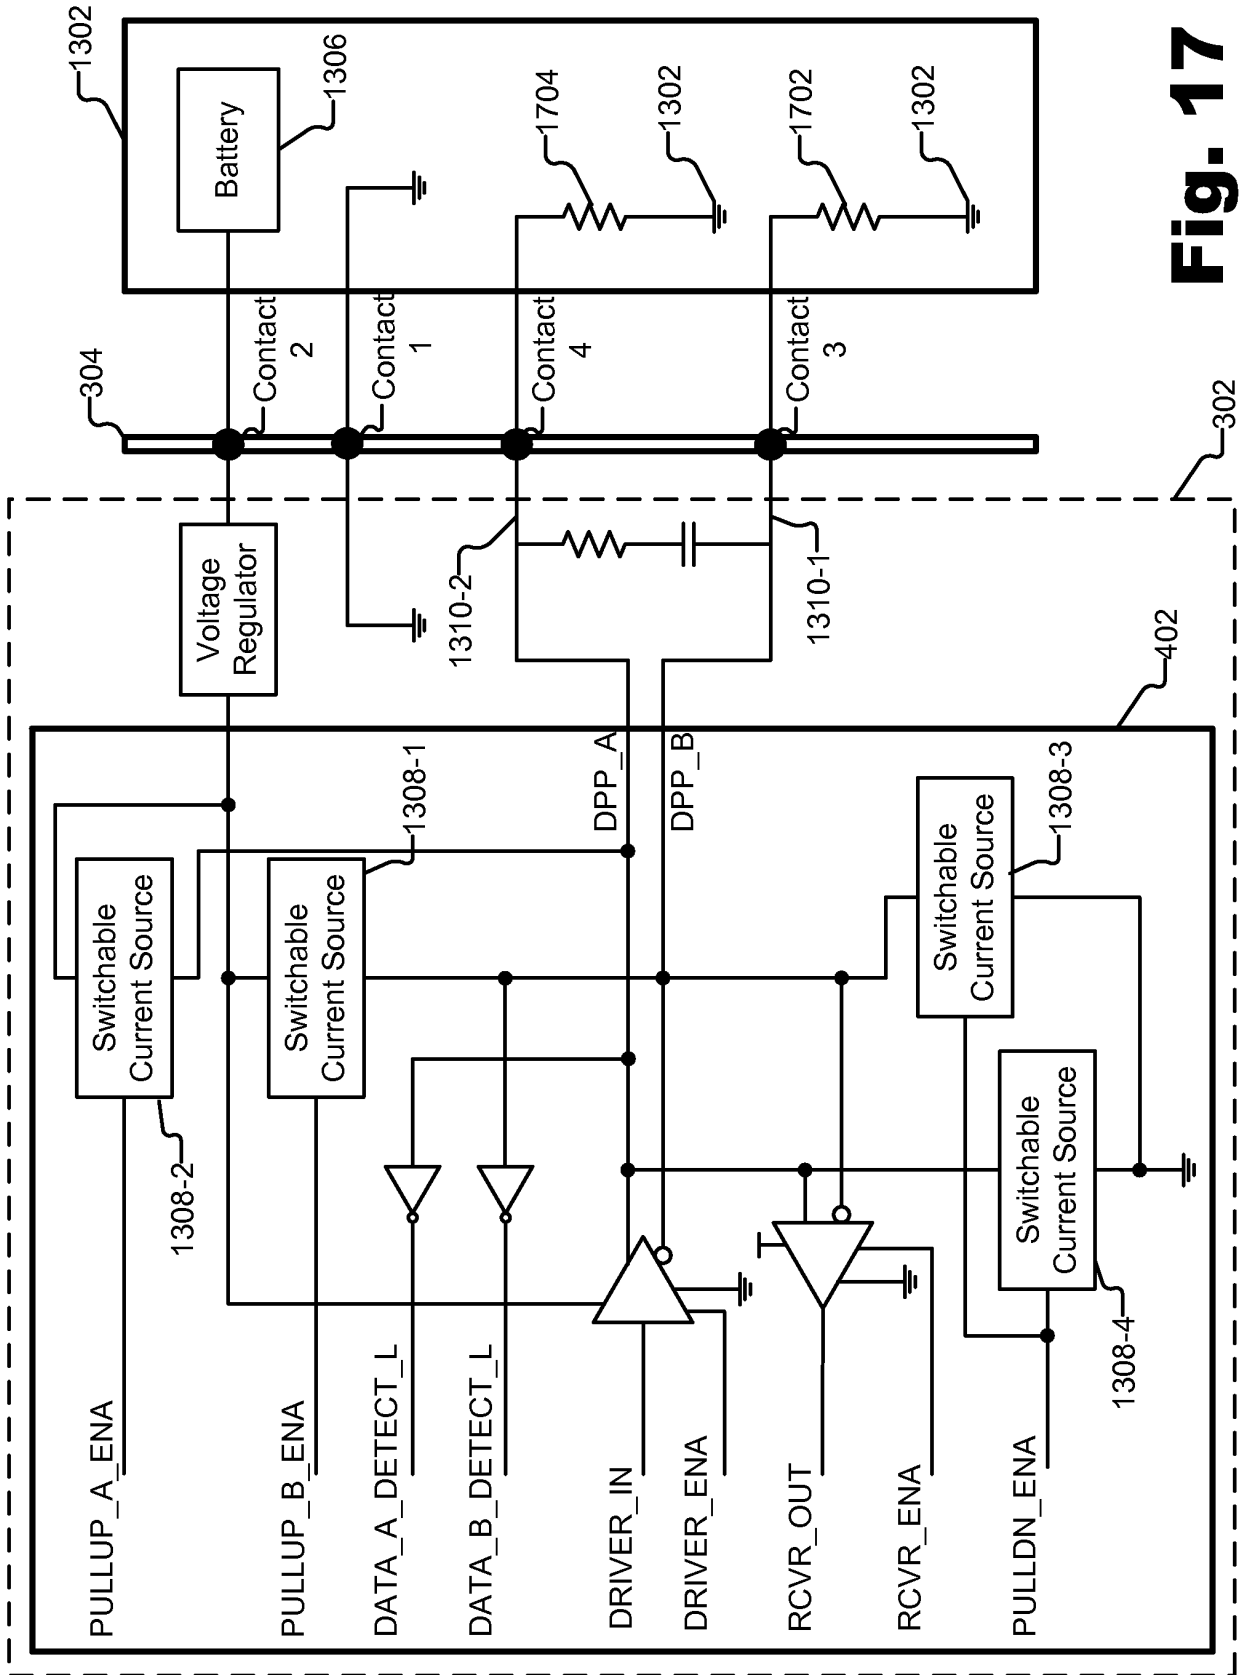 PULLUP_A_ENA
PULLUP_B_ENA
DATA_A_DETECT_L
DATA_B_DETECT_L
DRIVER_IN
DRIVER_ENA
RCVR_OUT
RCVR_ENA
PULLDN_ENA
Switchable
Current Source
1308-2
Switchable
Current Source
1308-1
Switchable
Current Source
1308-3
Switchable
Current Source
1308-4
DPP_A
DPP_B
402
Voltage
Regulator
1310-2
1310-1
302
304
Contact
2
Contact
1
Contact
4
Contact
3
1302
Battery
1306
1704
1302
1702
1302
Fig. 17